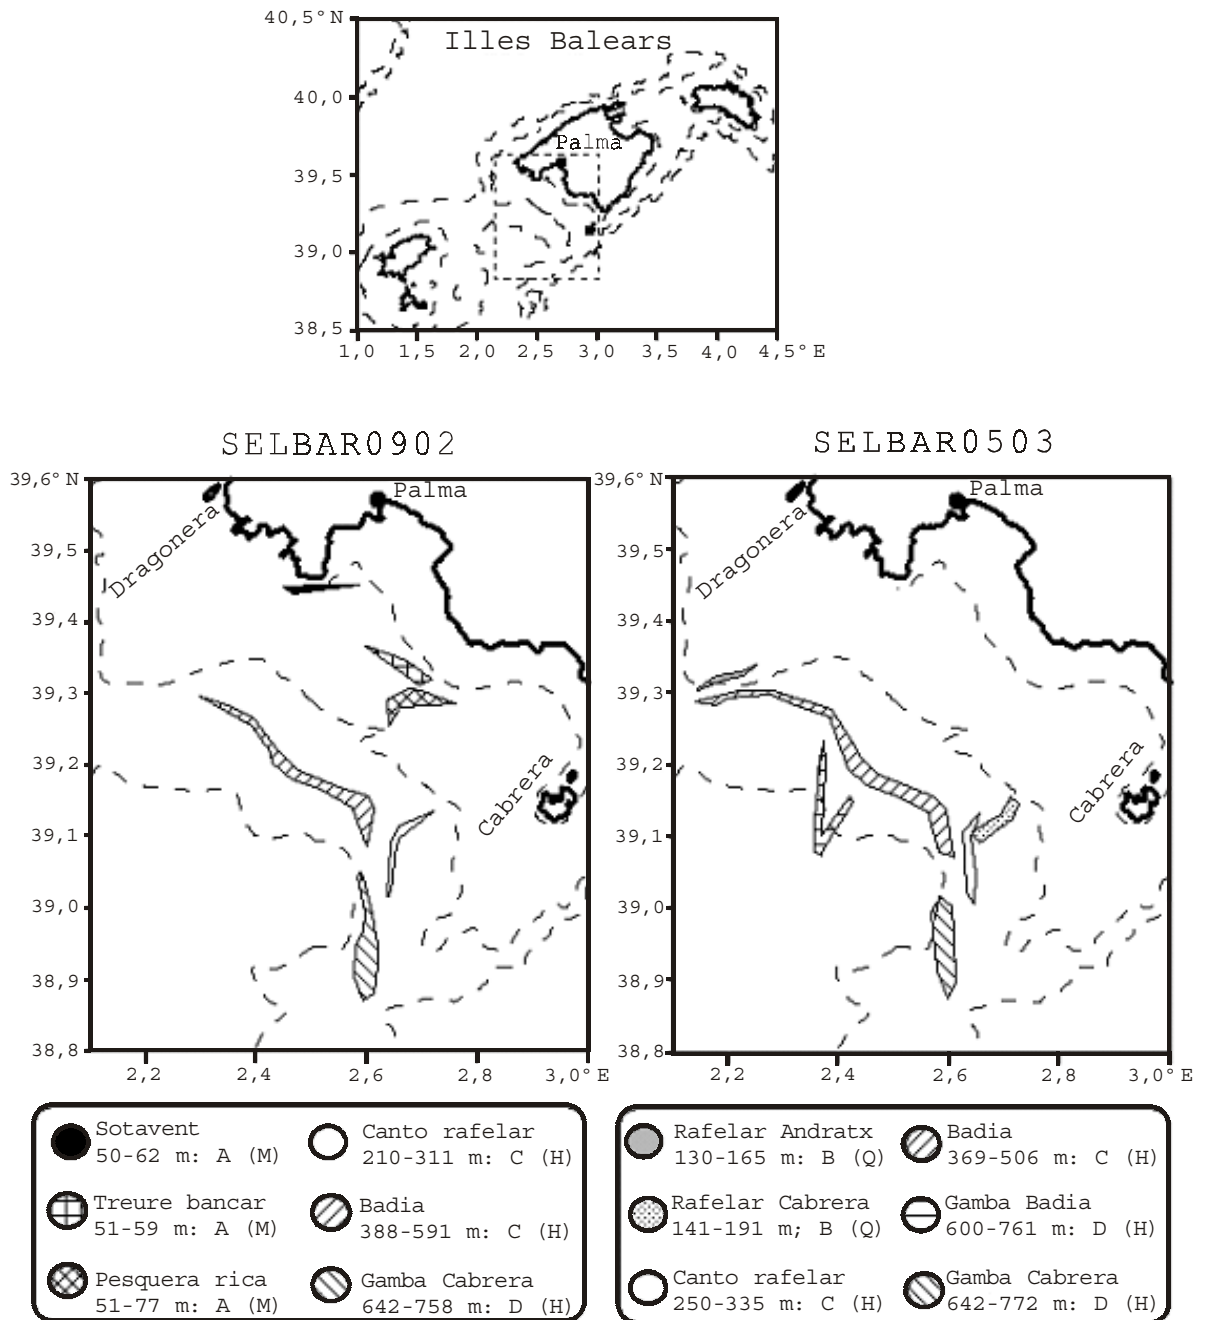 40,5° N
Illes Balears
40,0
Palma
39,5
39,0
38,5
1,0 1,5 2,0 2,5 3,0 3,5 4,0 4,5° E
SELBAR0902
39,6° N
Palma
Dragonera
39,5
39,4
39,3
39,2
Cabrera
39,1
39,0
38,9
38,8
2,2 2,4 2,6 2,8 3,0° E
SELBAR0503
39,6° N
Palma
Dragonera
39,5
39,4
39,3
39,2
Cabrera
39,1
39,0
38,9
38,8
2,2 2,4 2,6 2,8 3,0° E
Sotavent
50-62 m: A (M)
Treure bancar
51-59 m: A (M)
Pesquera rica
51-77 m: A (M)
Canto rafelar
210-311 m: C (H)
Badia
388-591 m: C (H)
Gamba Cabrera
642-758 m: D (H)
Rafelar Andratx
130-165 m: B (Q)
Rafelar Cabrera
141-191 m; B (Q)
Canto rafelar
250-335 m: C (H)
Badia
369-506 m: C (H)
Gamba Badia
600-761 m: D (H)
Gamba Cabrera
642-772 m: D (H)